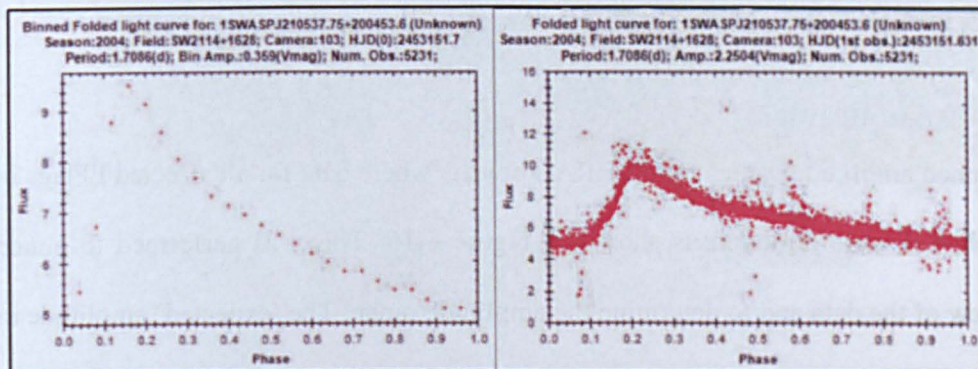 Binned Folded light curve for: 1SWASPJ210537.75+200453.6 (Unknown)
Season:2004; Field:SW2114+1628; Camera:103; HJD(0):2453151.7
Period:1.7086(d); Bin Amp.:0.359(Vmag); Num. Obs.:5231;
9
8
7
6
5
Flux
0.0 0.1 0.2 0.3 0.4 0.5 0.6 0.7 0.8 0.9 1.0
Phase
Folded light curve for: 1SWASPJ210537.75+200453.6 (Unknown)
Season:2004; Field:SW2114+1628; Camera:103; HJD(1st obs.):2453151.631
Period:1.7086(d); Amp.:2.2504(Vmag); Num. Obs.:5231;
16
14
12
10
8
6
4
2
0
Flux
0.0 0.1 0.2 0.3 0.4 0.5 0.6 0.7 0.8 0.9 1.0
Phase